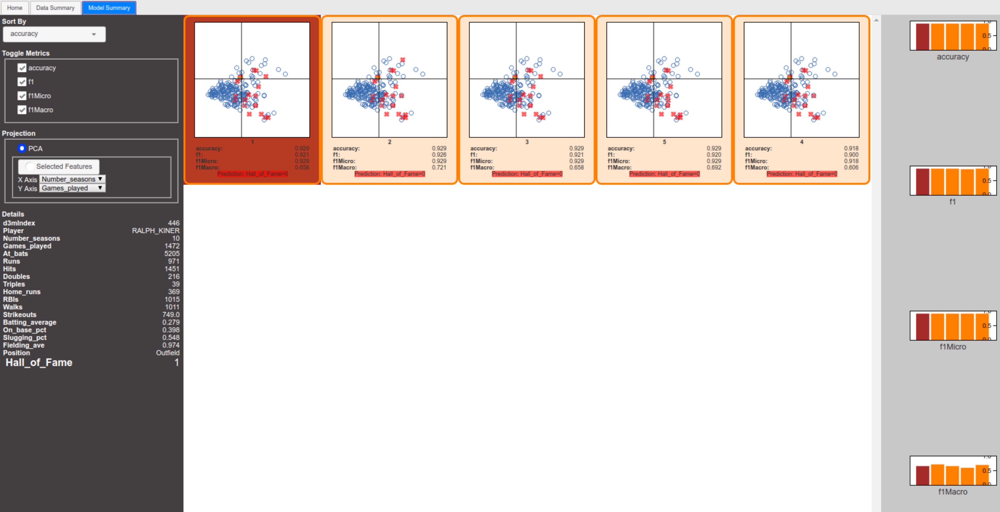 Home Data Summary Model Summary
Sort By
accuracy
Toggle Metrics
accuracy
f1
f1Micro
f1Macro
Projection
PCA
Selected Features
X Axis Number_seasons ▼
Y Axis Games_played ▼
Details
d3mIndex 446
Player RALPH_KINER
Number_seasons 10
Games_played 1472
At_bats 5205
Runs 971
Hits 1451
Doubles 216
Triples 39
Home_runs 369
RBIs 1015
Walks 1011
Strikeouts 749.0
Batting_average 0.279
On_base_pct 0.398
Slugging_pct 0.548
Fielding_ave 0.974
Position Outfield
Hall_of_Fame 1
1
accuracy: 0.929
f1: 0.921
f1Micro: 0.929
f1Macro: 0.658
Prediction: Hall_of_Fame=0
2
accuracy: 0.929
f1: 0.926
f1Micro: 0.929
f1Macro: 0.721
Prediction: Hall_of_Fame=0
3
accuracy: 0.929
f1: 0.921
f1Micro: 0.929
f1Macro: 0.658
Prediction: Hall_of_Fame=0
5
accuracy: 0.929
f1: 0.920
f1Micro: 0.929
f1Macro: 0.692
Prediction: Hall_of_Fame=0
4
accuracy: 0.918
f1: 0.900
f1Micro: 0.918
f1Macro: 0.606
Prediction: Hall_of_Fame=0
1.0
0.5
0.0
accuracy
1.0
0.5
0.0
f1
1.0
0.5
0.0
f1Micro
1.0
0.5
0.0
f1Macro